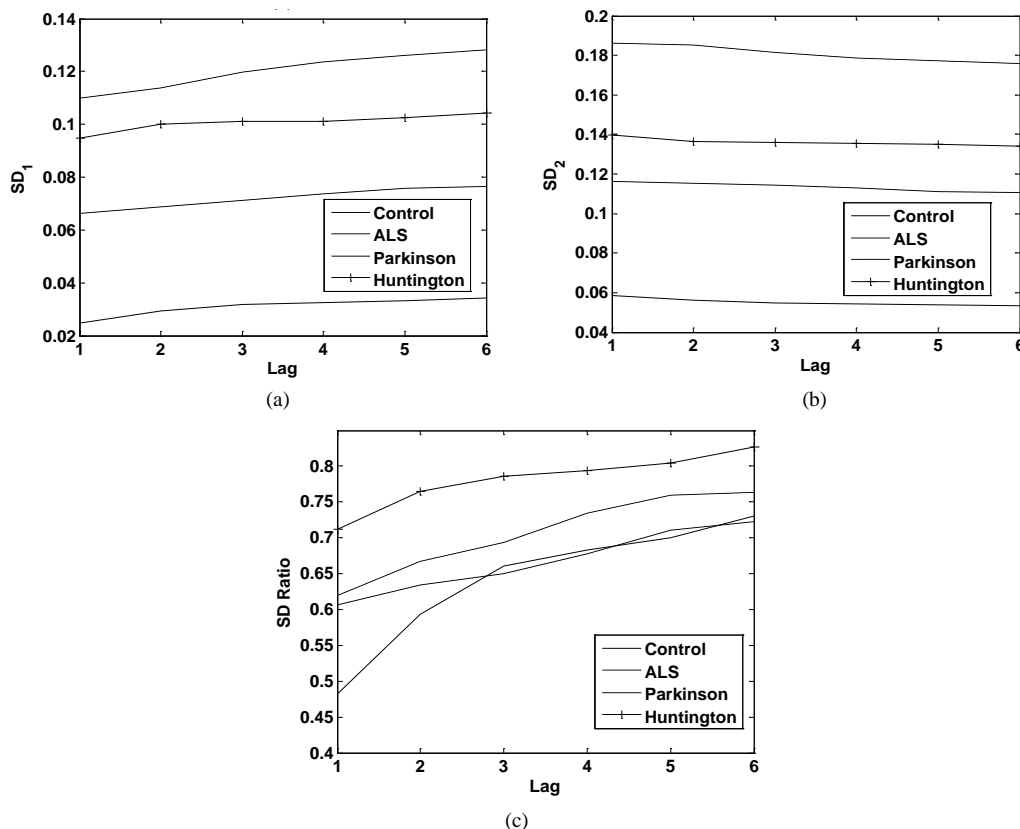 0.14
0.12
0.1
0.08
0.06
0.04
0.02
SD1
1 2 3 4 5 6
Lag
Control
ALS
Parkinson
Huntington
(a)
0.2
0.18
0.16
0.14
0.12
0.1
0.08
0.06
0.04
SD2
1 2 3 4 5 6
Lag
Control
ALS
Parkinson
Huntington
(b)
0.8
0.75
0.7
0.65
0.6
0.55
0.5
0.45
0.4
SD Ratio
1 2 3 4 5 6
Lag
Control
ALS
Parkinson
Huntington
(c)